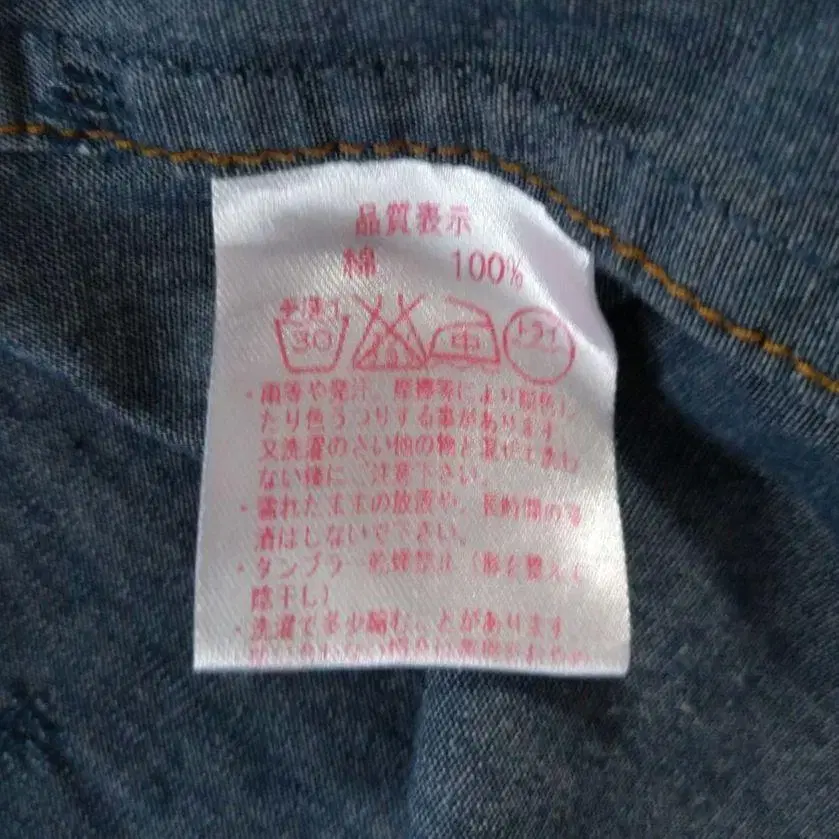 品質表示
綿 100%
手洗イ
30 中 ドライ
・雨等や発汗、摩擦等により脱色し
たり色うつりする事があります。
又洗濯のさい他の物と混ぜて洗わ
ない様にご注意下さい。
・濡れたままの放置や、長時間の浸
漬はしないで下さい。
・タンブラー乾燥禁止（形を整えて
陰干し）
・洗濯で多少縮むことがあります